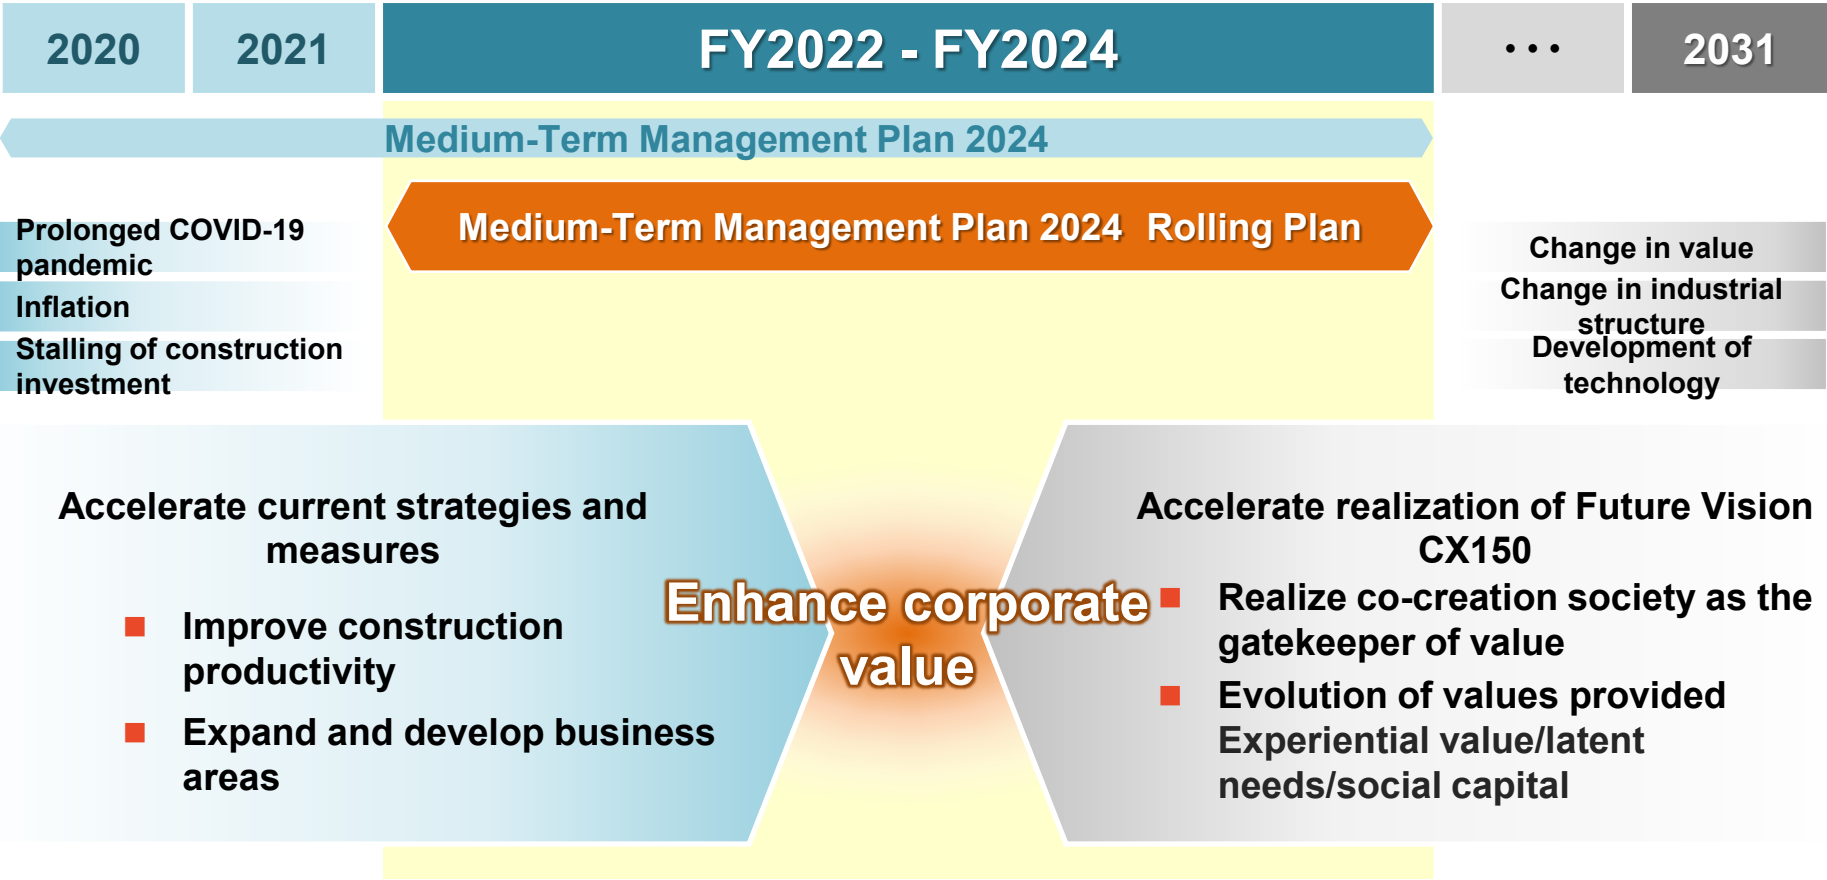 2020
2021
FY2022 - FY2024
• • •
2031
Medium-Term Management Plan 2024
Medium-Term Management Plan 2024 Rolling Plan
Prolonged COVID-19
pandemic
Inflation
Stalling of construction
investment
Change in value
Change in industrial
structure
Development of
technology
Accelerate current strategies and
measures
■ Improve construction
productivity
■ Expand and develop business
areas
Enhance corporate
value
Accelerate realization of Future Vision
CX150
■ Realize co-creation society as the
gatekeeper of value
■ Evolution of values provided
Experiential value/latent
needs/social capital